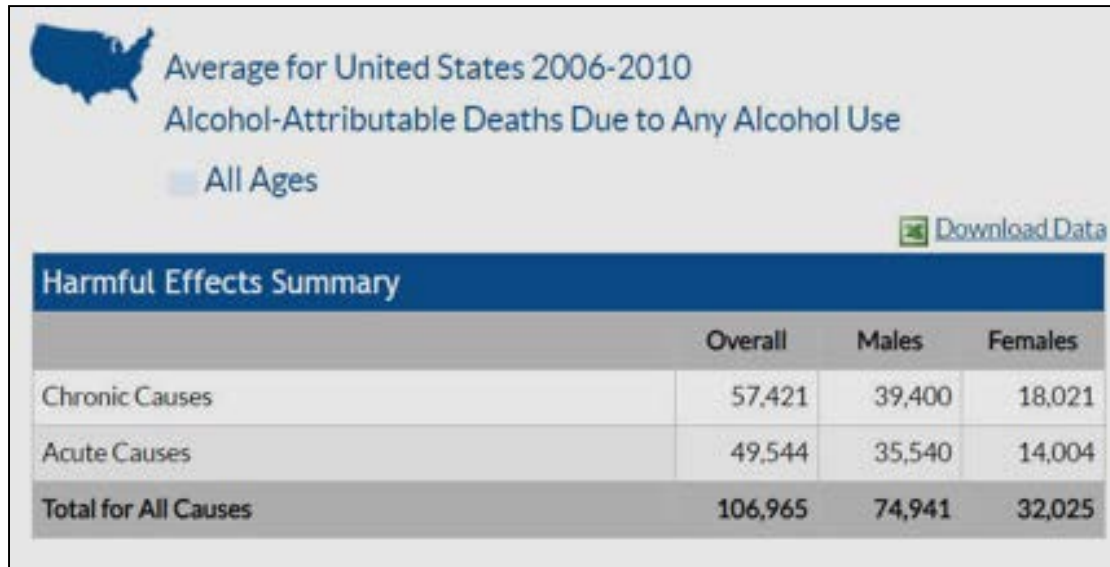 Average for United States 2006-2010
Alcohol-Attributable Deaths Due to Any Alcohol Use
All Ages
Download Data
Harmful Effects Summary
Overall Males Females
Chronic Causes 57,421 39,400 18,021
Acute Causes 49,544 35,540 14,004
Total for All Causes 106,965 74,941 32,025